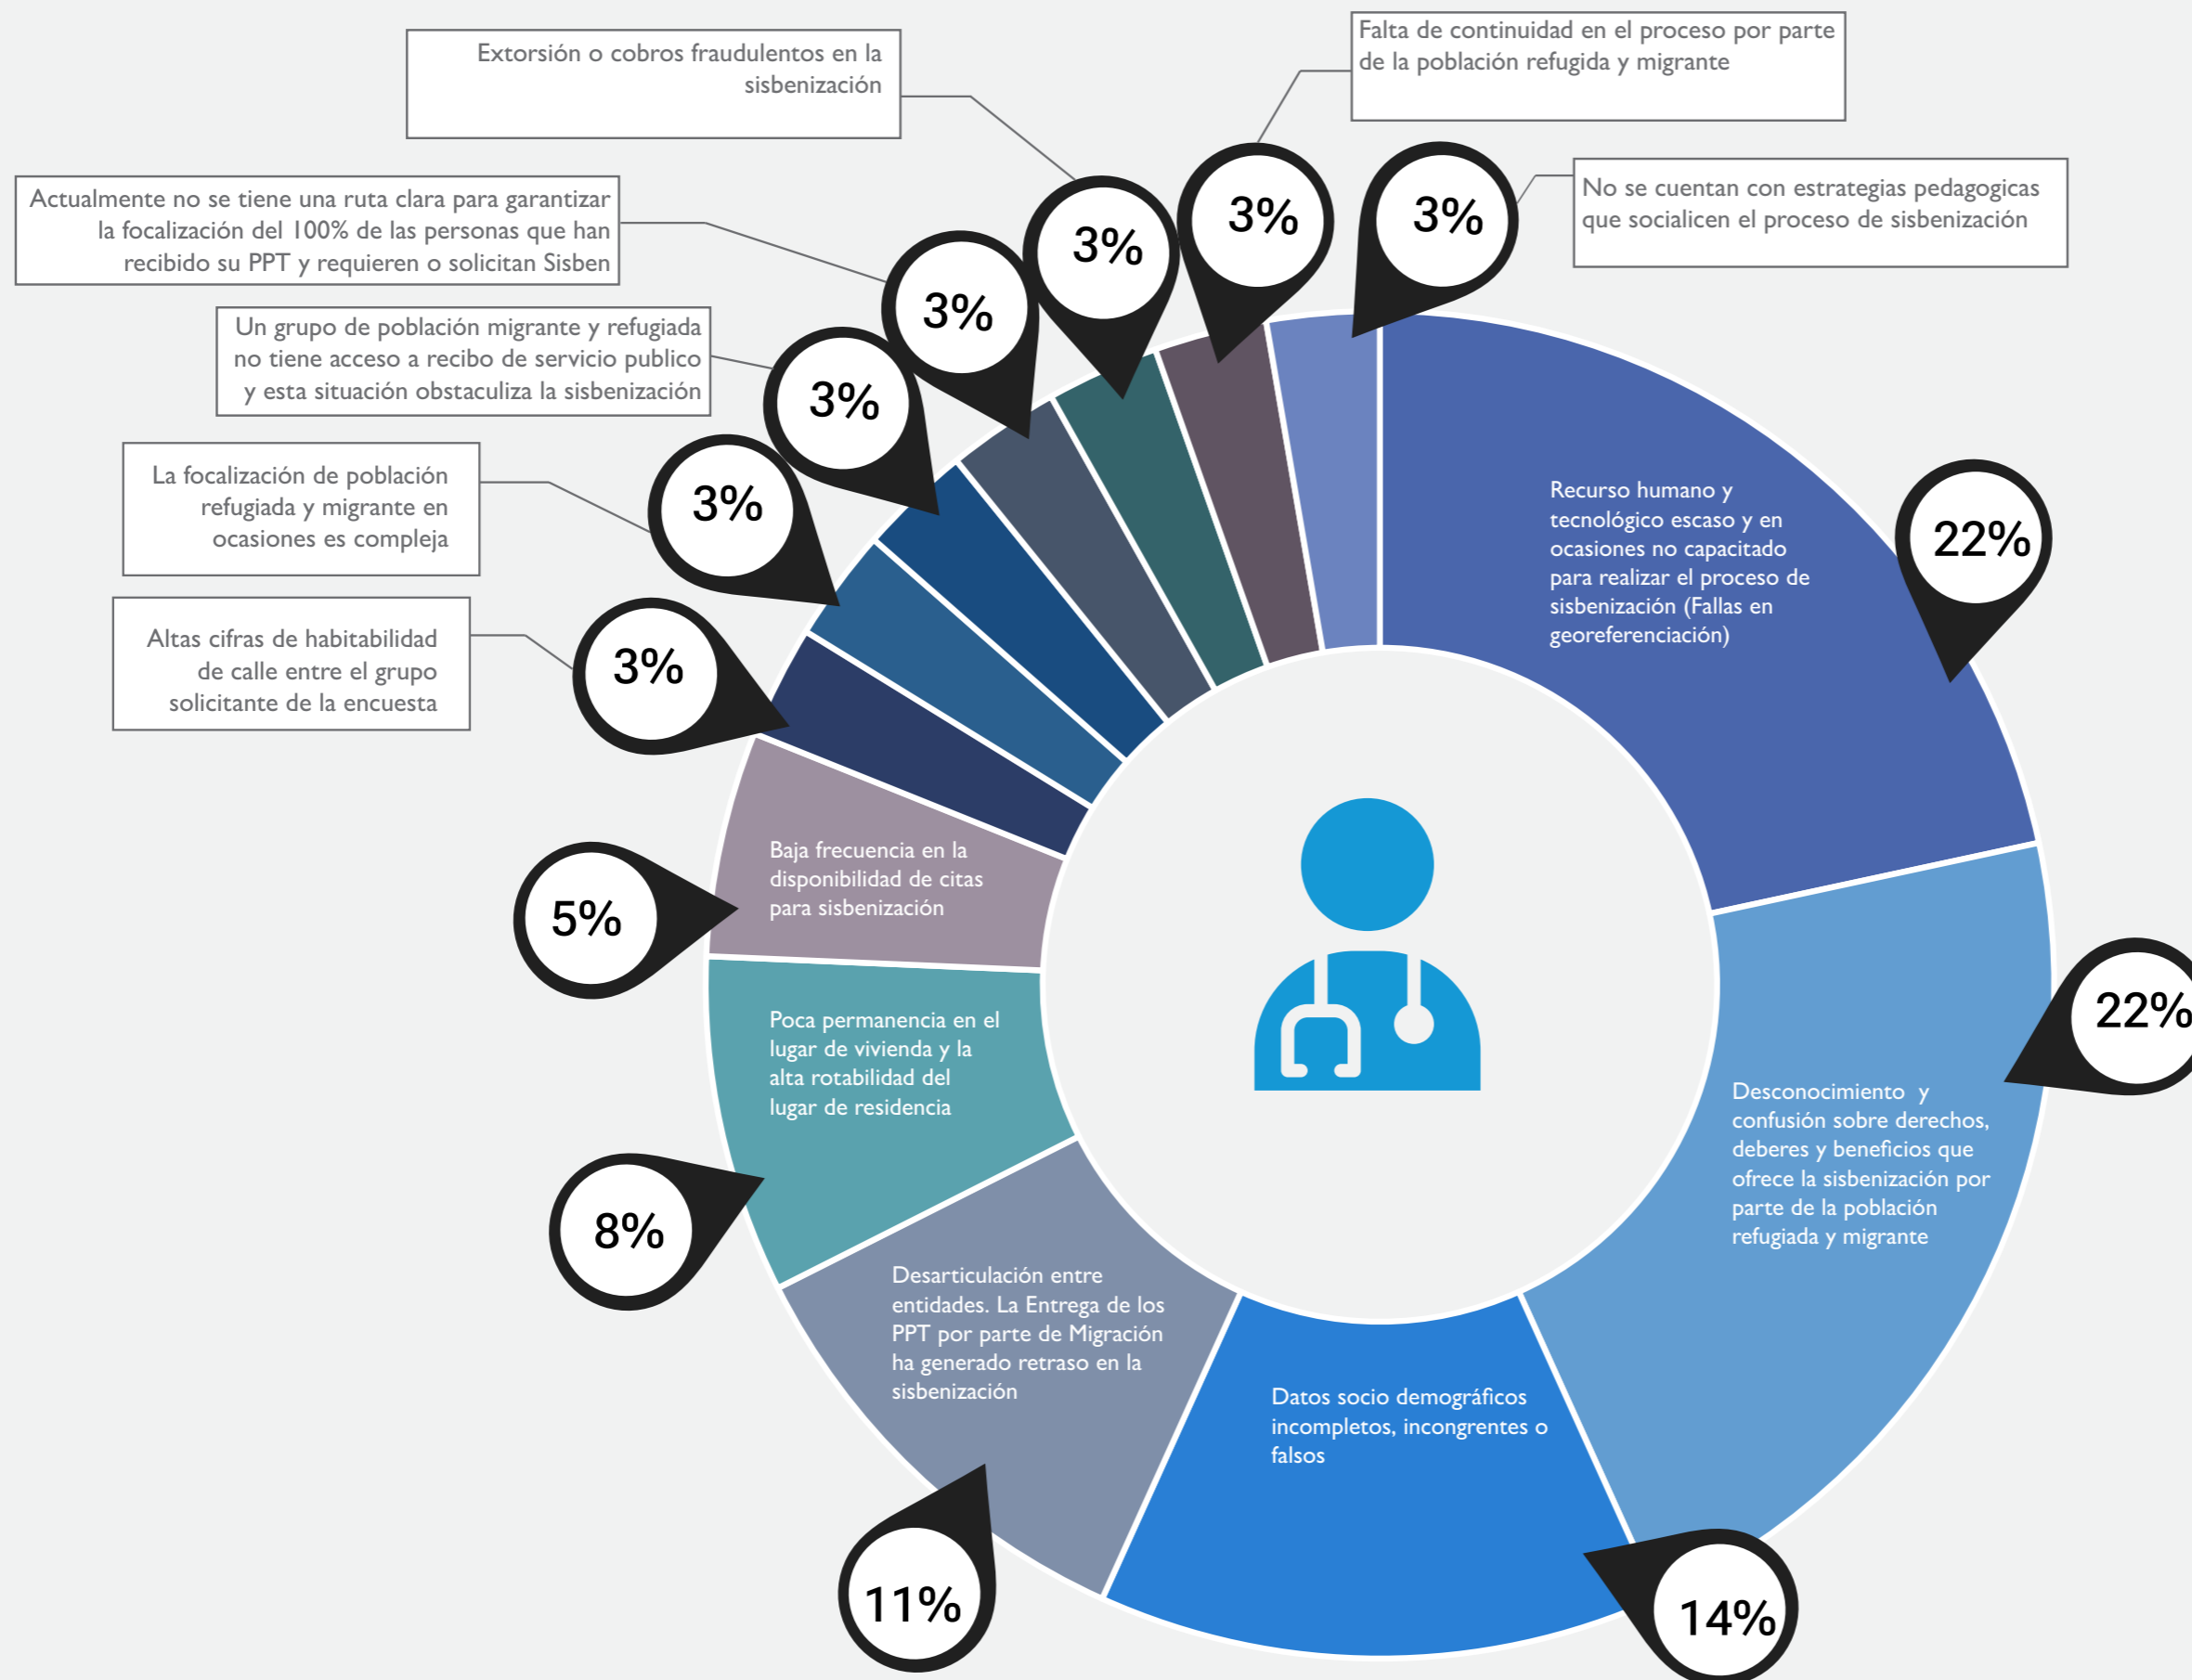 Extorsión o cobros fraudulentos en la
sisbenización
Falta de continuidad en el proceso por parte
de la población refugida y migrante
Actualmente no se tiene una ruta clara para garantizar
la focalización del 100% de las personas que han
recibido su PPT y requieren o solicitan Sisben
No se cuentan con estrategias pedagogicas
que socialicen el proceso de sisbenización
Un grupo de población migrante y refugiada
no tiene acceso a recibo de servicio publico
y esta situación obstaculiza la sisbenización
La focalización de población
refugiada y migrante en
ocasiones es compleja
Altas cifras de habitabilidad
de calle entre el grupo
solicitante de la encuesta
3%
3%
3%
3%
3%
3%
3%
Recurso humano y
tecnológico escaso y en
ocasiones no capacitado
para realizar el proceso de
sisbenización (Fallas en
georeferenciación)
22%
Baja frecuencia en la
disponibilidad de citas
para sisbenización
5%
22%
Poca permanencia en el
lugar de vivienda y la
alta rotabilidad del
lugar de residencia
8%
Desconocimiento y
confusión sobre derechos,
deberes y beneficios que
ofrece la sisbenización por
parte de la población
refugiada y migrante
Desarticulación entre
entidades. La Entrega de los
PPT por parte de Migración
ha generado retraso en la
sisbenización
11%
Datos socio demográficos
incompletos, incongrentes o
falsos
14%